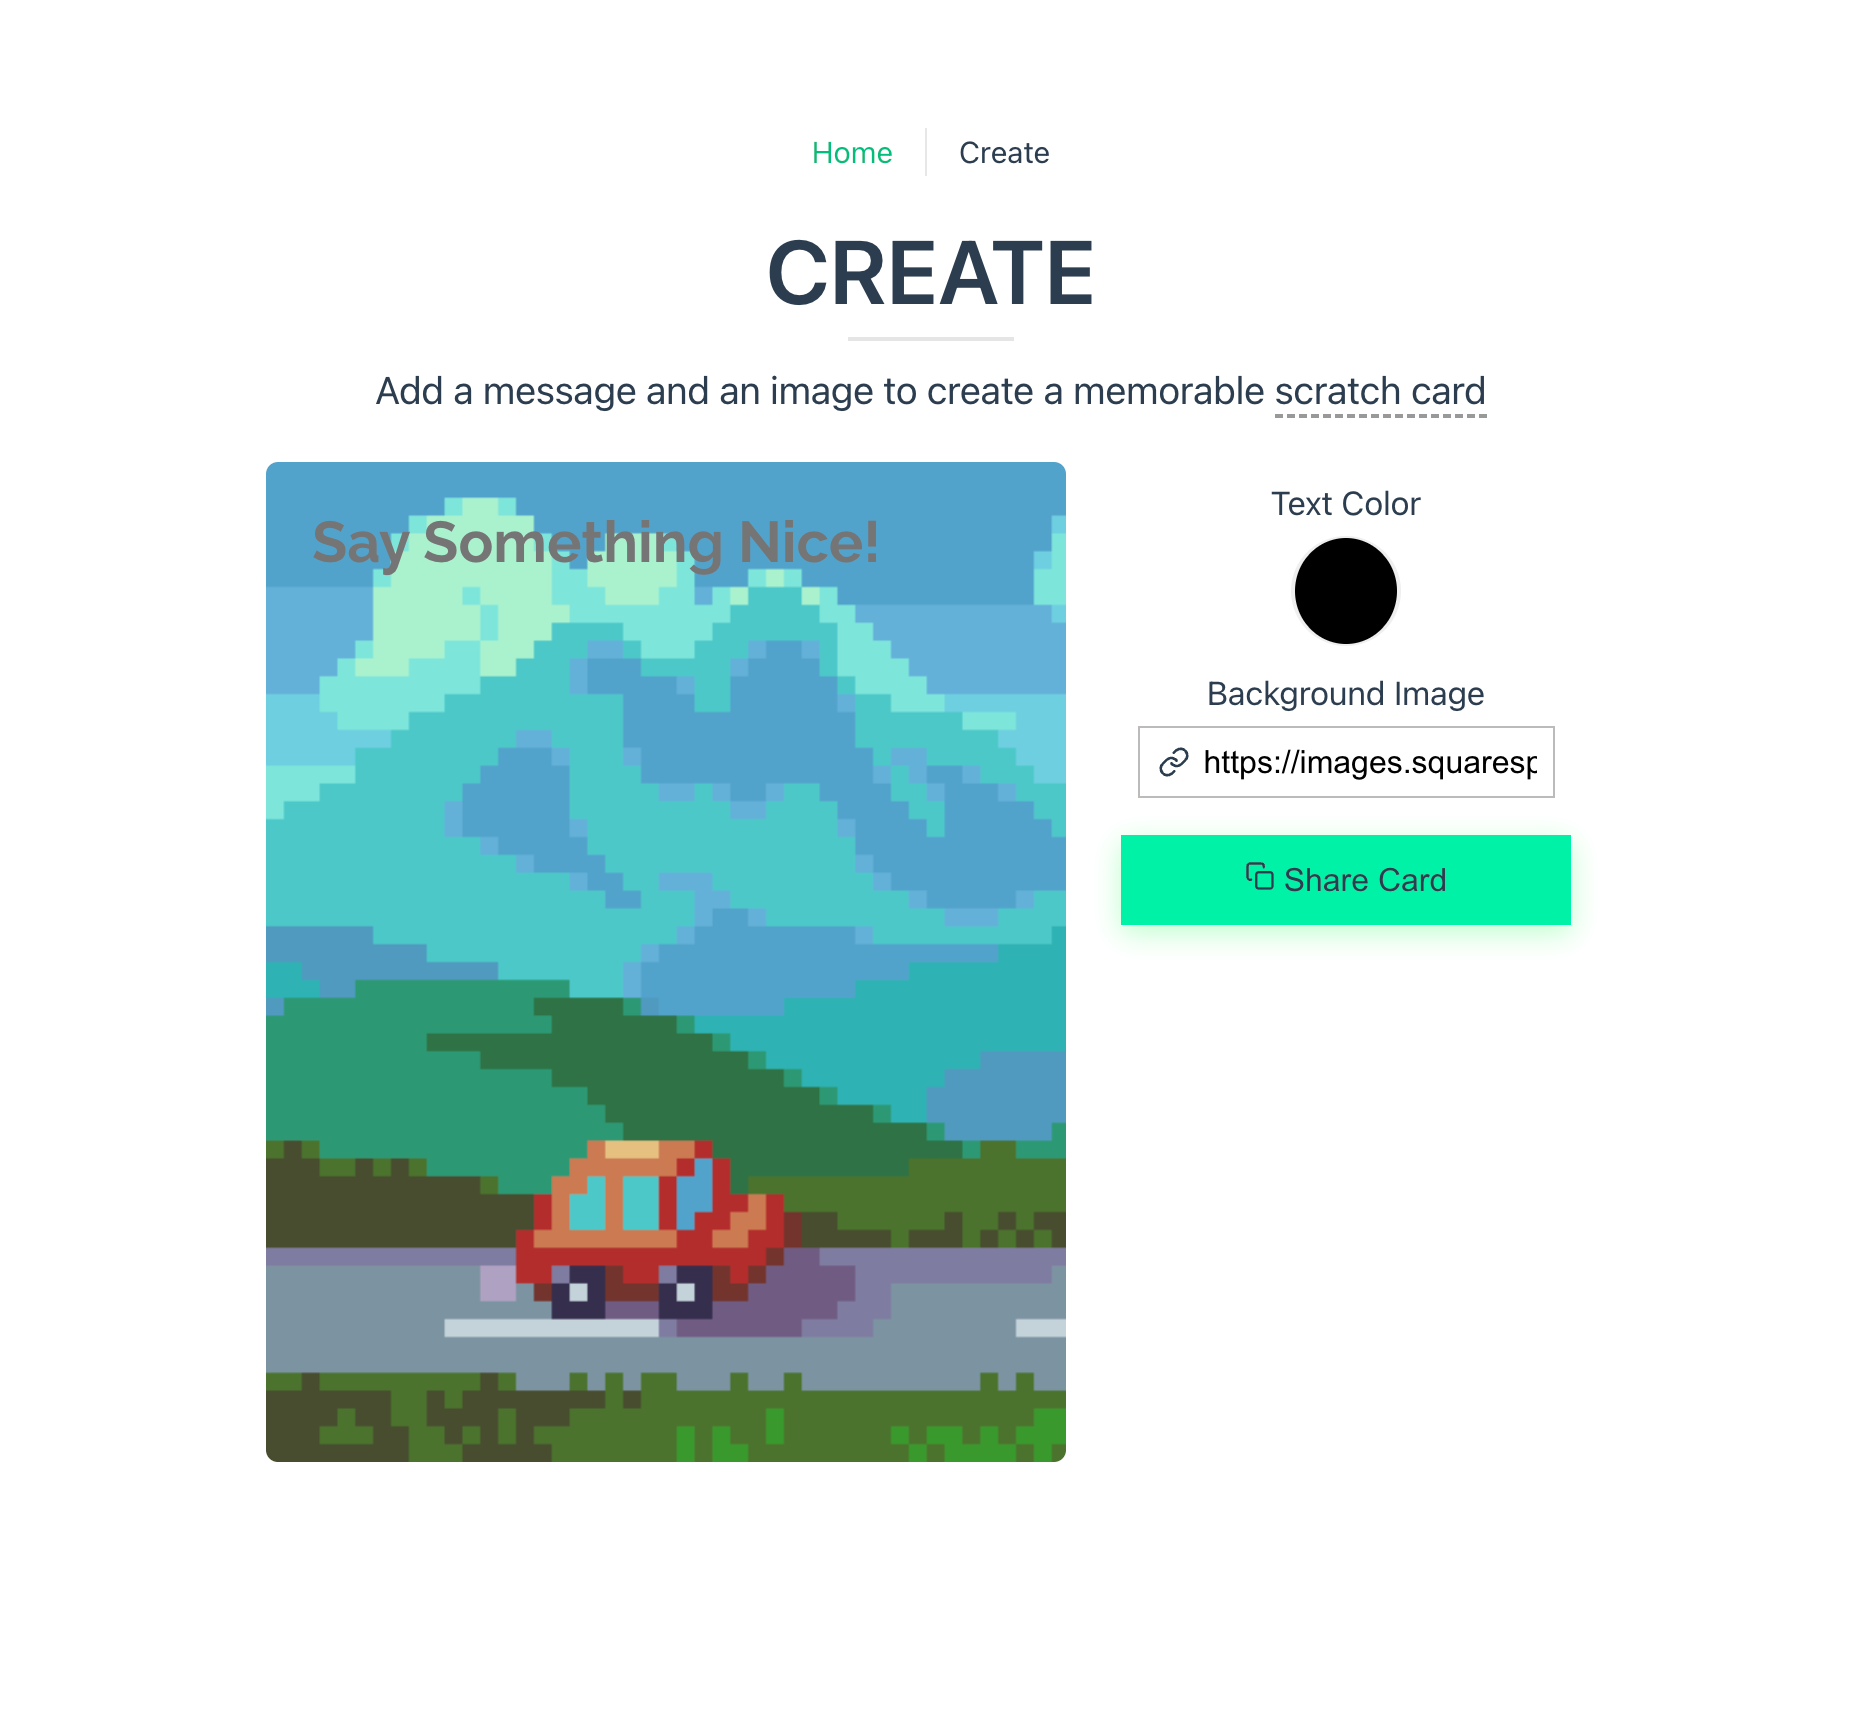 Home
Create
CREATE
Add a message and an image to create a memorable scratch card
Say Something Nice!
Text Color
Background Image
https://images.squaresp
Share Card